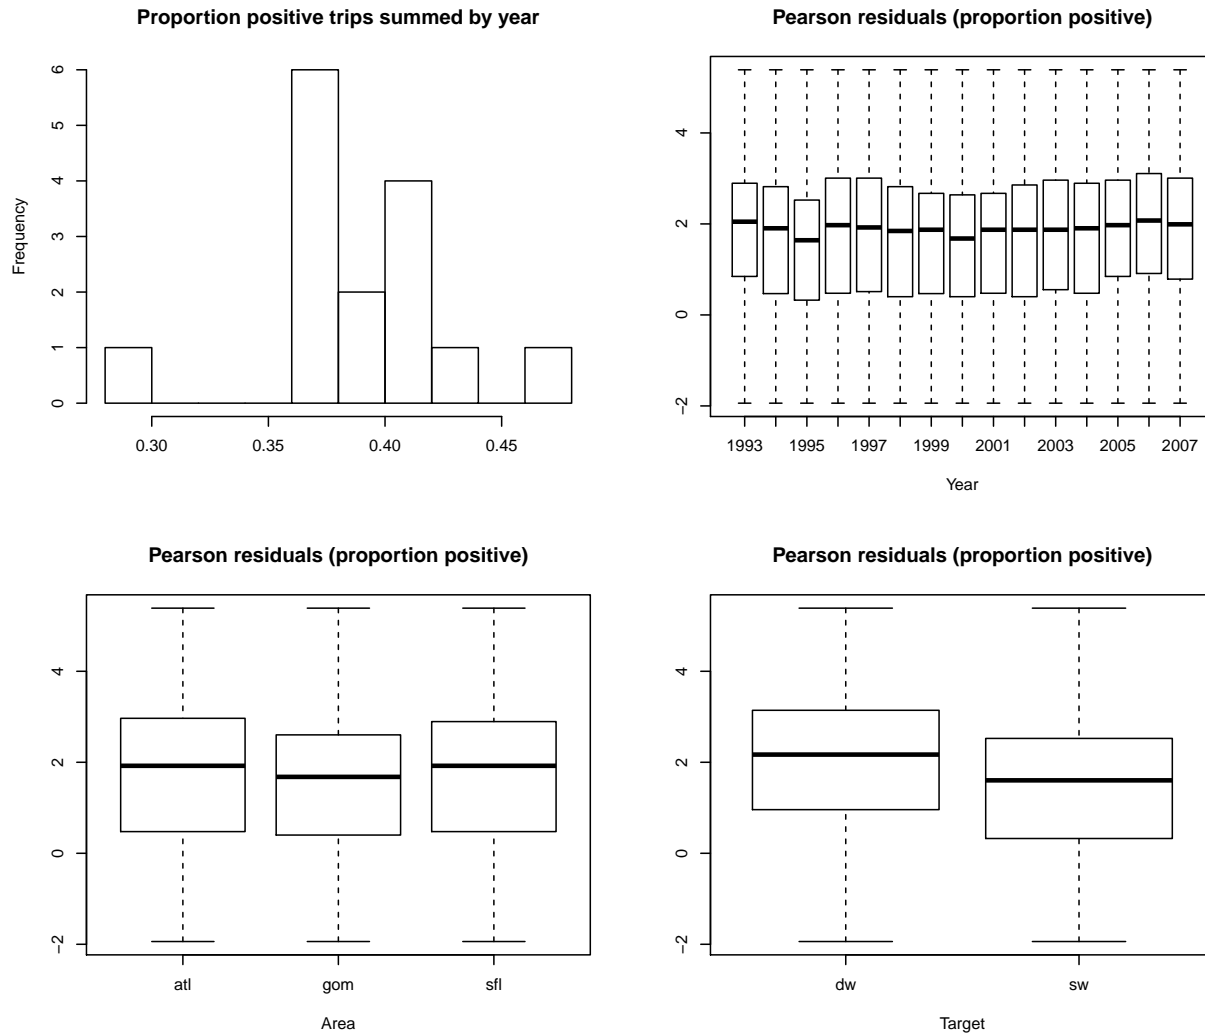 Proportion positive trips summed by year
Frequency
6
5
4
3
2
1
0
0.30 0.35 0.40 0.45
Pearson residuals (proportion positive)
4
2
0
−2
1993 1995 1997 1999 2001 2003 2005 2007
Year
Pearson residuals (proportion positive)
4
2
0
−2
atl gom sfl
Area
Pearson residuals (proportion positive)
4
2
0
−2
dw sw
Target